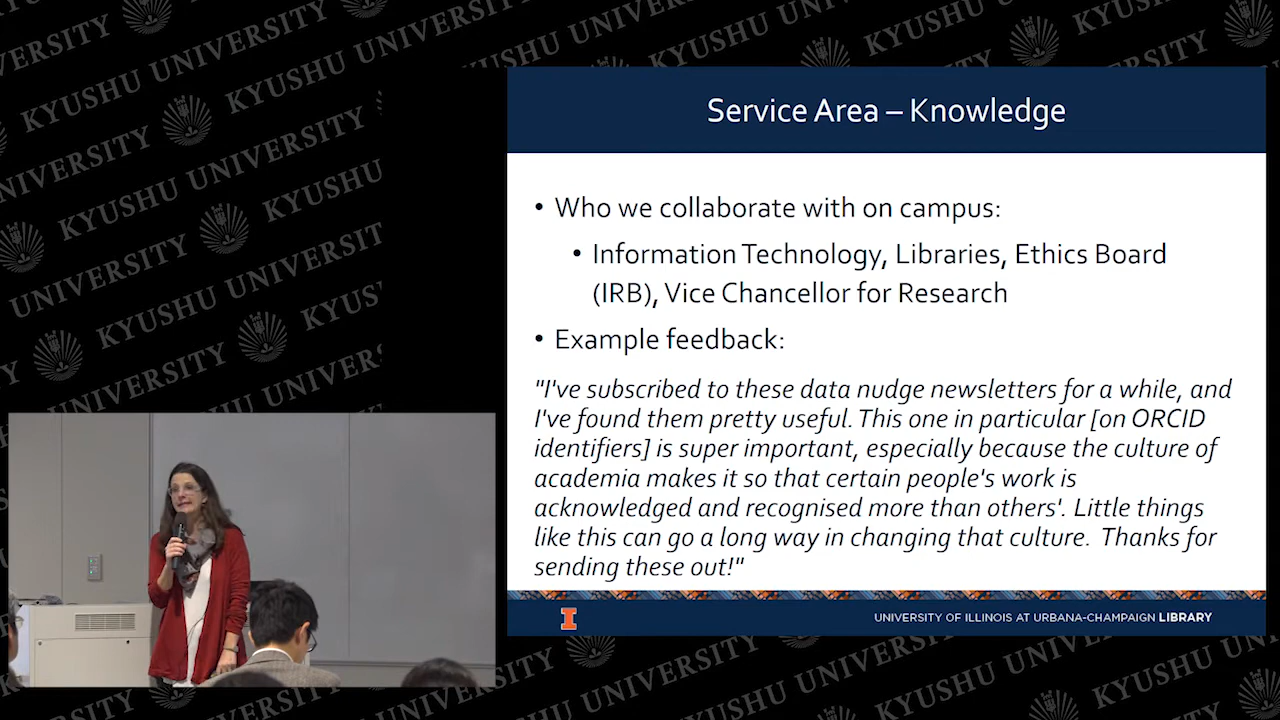 Service Area – Knowledge
• Who we collaborate with on campus:
• Information Technology, Libraries, Ethics Board
(IRB), Vice Chancellor for Research
• Example feedback:
"I've subscribed to these data nudge newsletters for a while, and
I've found them pretty useful. This one in particular [on ORCID
identifiers] is super important, especially because the culture of
academia makes it so that certain people's work is
acknowledged and recognised more than others'. Little things
like this can go a long way in changing that culture.  Thanks for
sending these out!"
I
UNIVERSITY OF ILLINOIS AT URBANA-CHAMPAIGN LIBRARY
KYUSHU UNIVERSITY